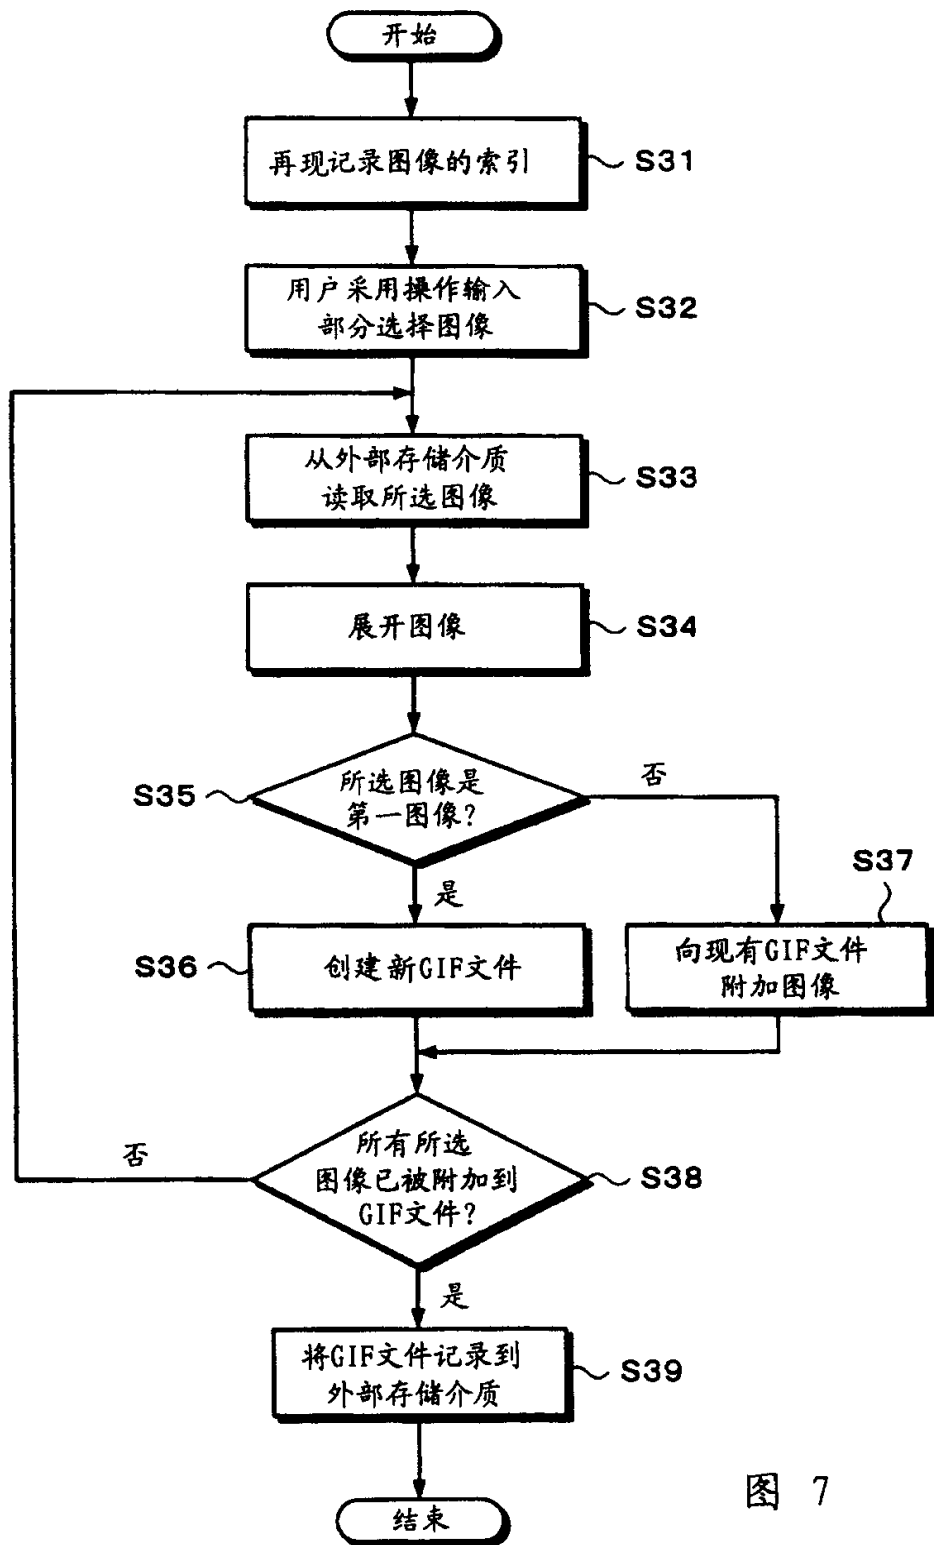 开始
再现记录图像的索引
S31
用户采用操作输入
部分选择图像
S32
从外部存储介质
读取所选图像
S33
展开图像
S34
所选图像是
第一图像？
S35
否
是
S37
创建新GIF文件
S36
向现有GIF文件
附加图像
所有所选
图像已被附加到
GIF文件？
S38
否
是
将GIF文件记录到
外部存储介质
S39
结束
图 7